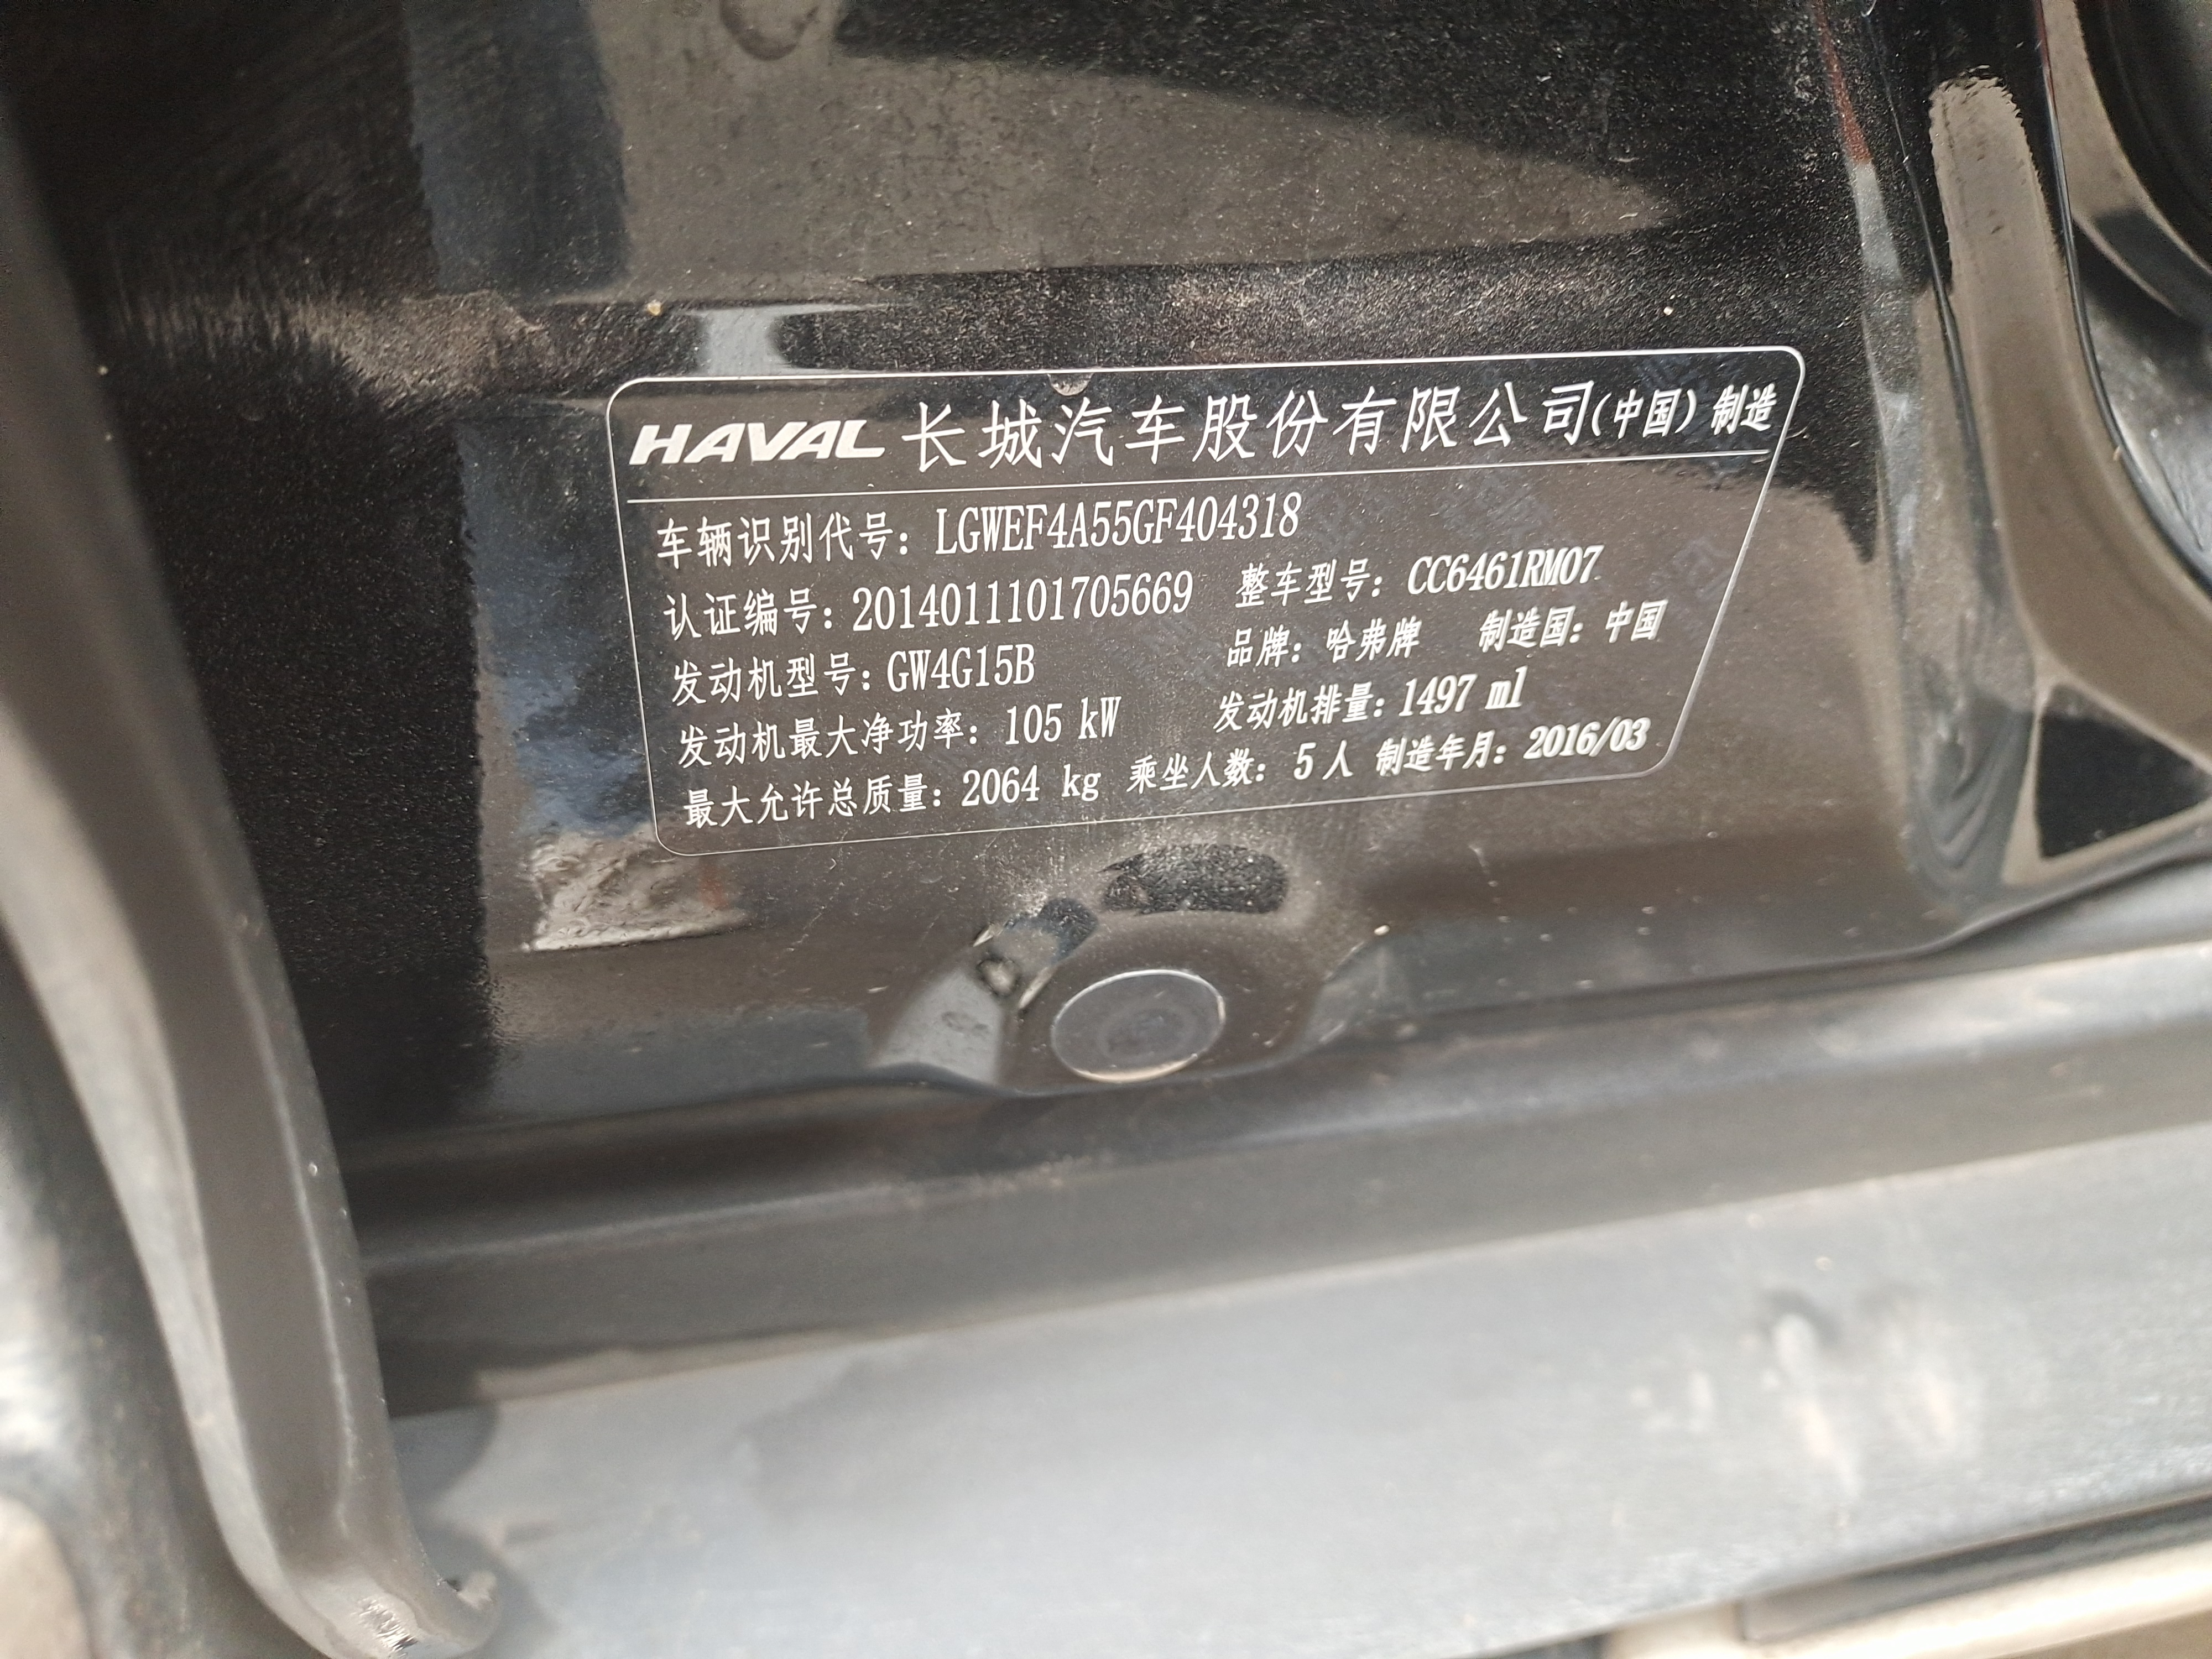 HAVAL 长城汽车股份有限公司(中国)制造
车辆识别代号: LGWEF4A55GF404318
认证编号: 2014011101705669 整车型号: CC6461RM07
发动机型号: GW4G15B 品牌: 哈弗牌 制造国: 中国
发动机最大净功率: 105 kW 发动机排量: 1497 ml
最大允许总质量: 2064 kg 乘坐人数: 5人 制造年月: 2016/03